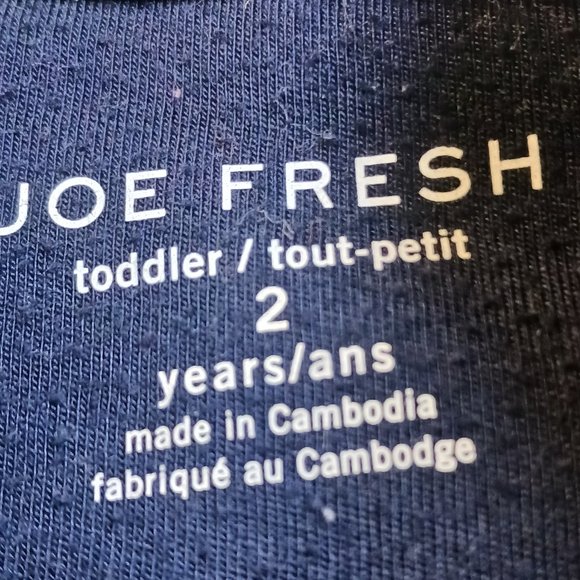 JOE FRESH
toddler / tout-petit
2
years/ans
made in Cambodia
fabriqué au Cambodge